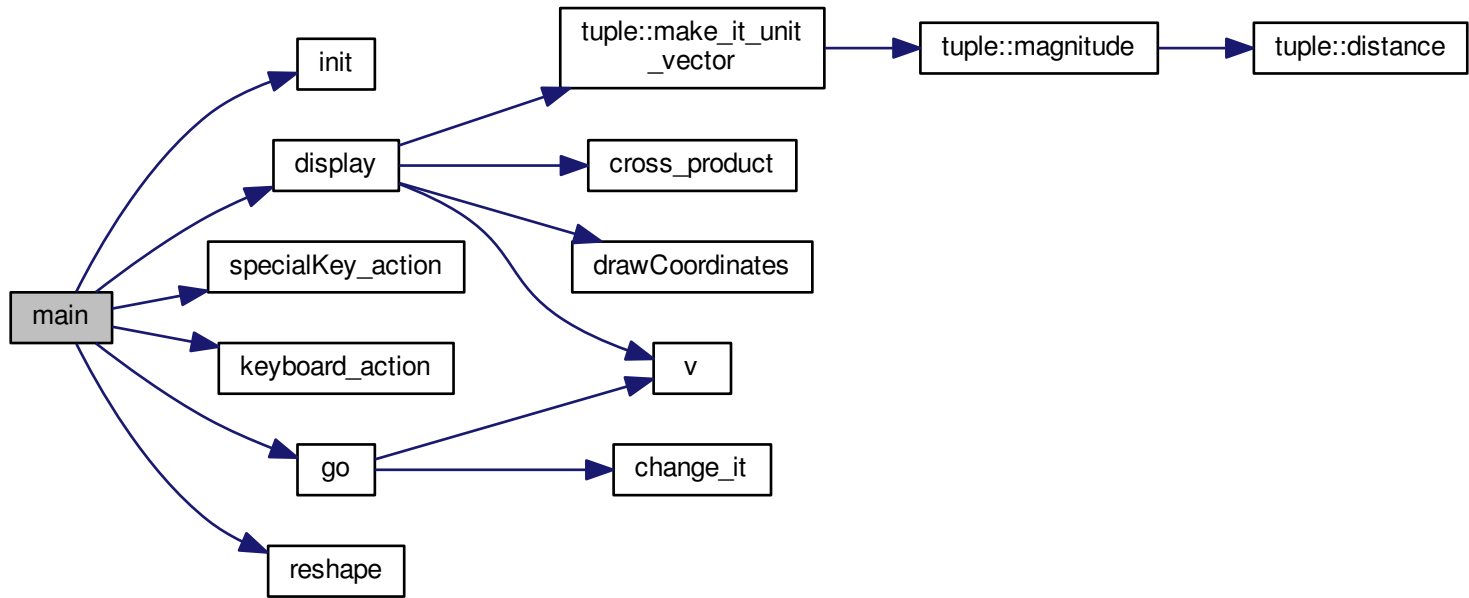 main
init
display
specialKey_action
keyboard_action
go
reshape
tuple::make_it_unit
_vector
cross_product
drawCoordinates
v
change_it
tuple::magnitude
tuple::distance